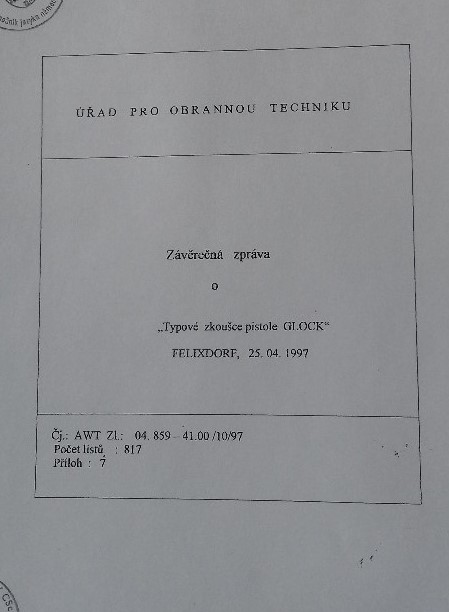 ÚŘAD PRO OBRANNOU TECHNIKU
Závěrečná zpráva
o
„Typové zkoušce pistole GLOCK“
FELIXDORF, 25. 04. 1997
Čj.: AWT Zl.: 04. 859 – 41.00 /10/97
Počet listů : 817
Příloh : 7